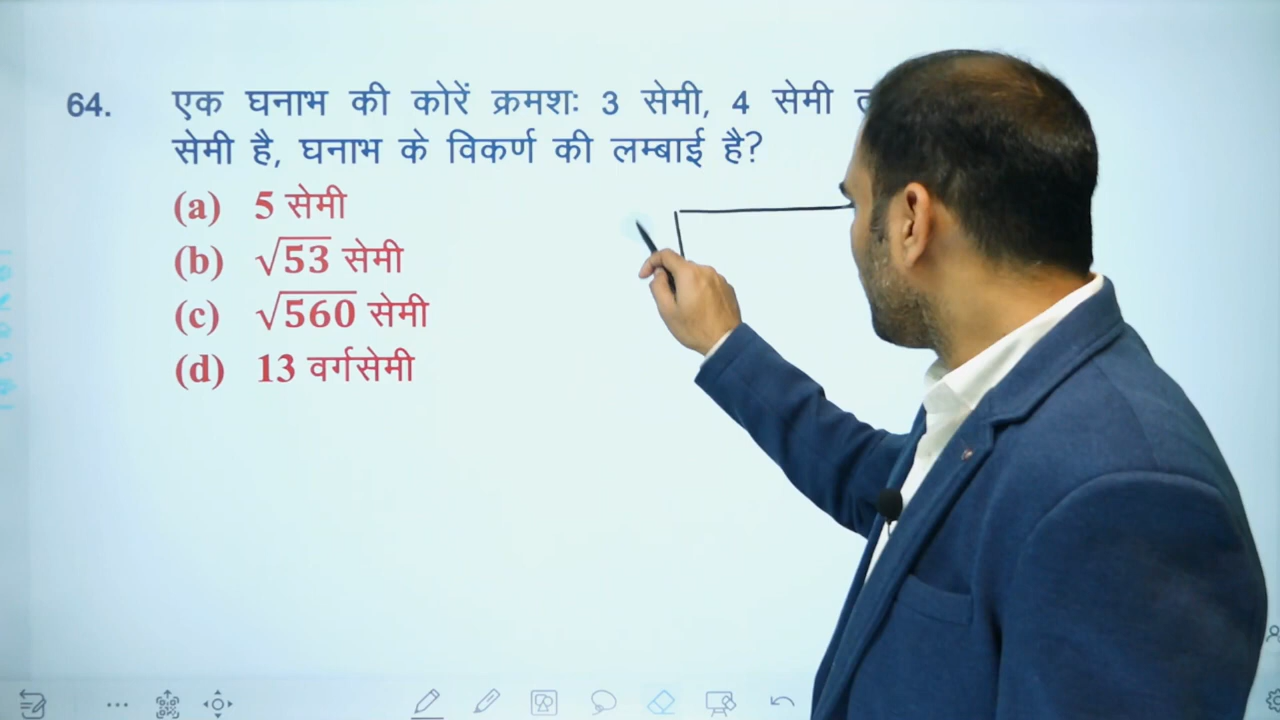 64. एक घनाभ की कोरें क्रमशः 3 सेमी, 4 सेमी
सेमी है, घनाभ के विकर्ण की लम्बाई है?
(a) 5 सेमी
(b) √53 सेमी
(c) √560 सेमी
(d) 13 वर्गसेमी